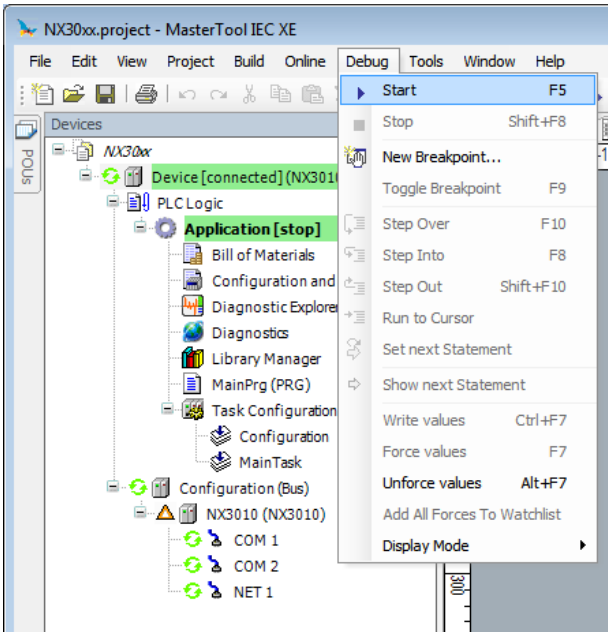 NX30xx.project - MasterTool IEC XE
File Edit View Project Build Online Debug Tools Window Help
Devices
POUs
NX30xx
Device [connected] (NX301
PLC Logic
Application [stop]
Bill of Materials
Configuration and
Diagnostic Explorer
Diagnostics
Library Manager
MainPrg (PRG)
Task Configuration
Configuration
MainTask
Configuration (Bus)
NX3010 (NX3010)
COM 1
COM 2
NET 1
Start F5
Stop Shift+F8
New Breakpoint...
Toggle Breakpoint F9
Step Over F10
Step Into F8
Step Out Shift+F10
Run to Cursor
Set next Statement
Show next Statement
Write values Ctrl+F7
Force values F7
Unforce values Alt+F7
Add All Forces To Watchlist
Display Mode
-1
300